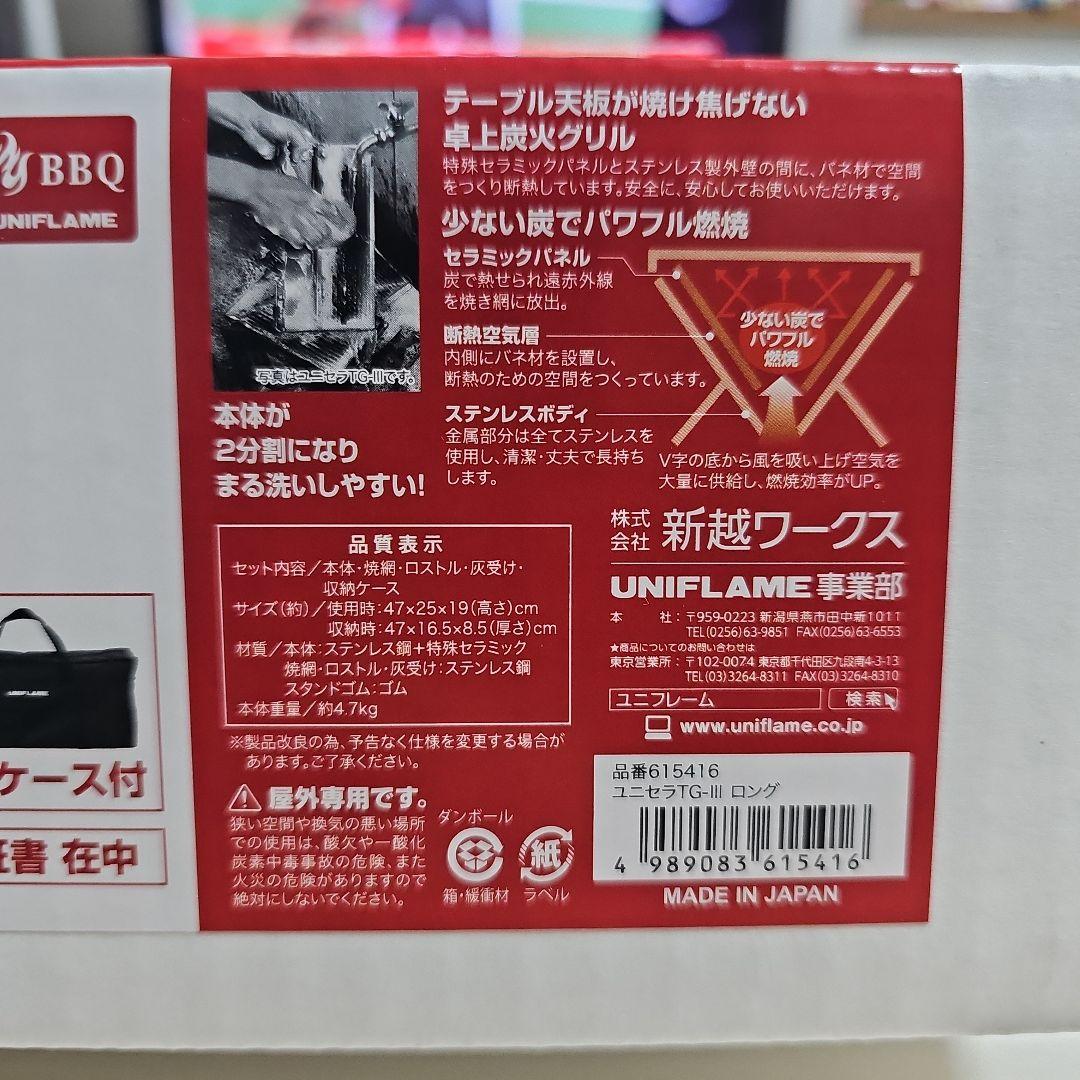 BBQ
UNIFLAME
写真はユニセラTG-Ⅲです。
本体が
2分割になり
まる洗いしやすい!
テーブル天板が焼け焦げない
卓上炭火グリル
特殊セラミックパネルとステンレス製外壁の間に、バネ材で空間
をつくり断熱しています。安全に、安心してお使いいただけます。
少ない炭でパワフル燃焼
セラミックパネル
炭で熱せられ遠赤外線
を焼き網に放出。
断熱空気層
内側にバネ材を設置し、
断熱のための空間をつくっています。
ステンレスボディ
金属部分は全てステンレスを
使用し、清潔・丈夫で長持ち
します。
少ない炭で
パワフル
燃焼
V字の底から風を吸い上げ空気を
大量に供給し、燃焼効率がUP。
品質表示
セット内容/本体・焼網・ロストル・灰受け・
収納ケース
サイズ(約)/使用時:47×25×19(高さ)cm
収納時:47×16.5×8.5(厚さ)cm
材質/本体:ステンレス鋼+特殊セラミック
焼網・ロストル・灰受け:ステンレス鋼
スタンドゴム:ゴム
本体重量/約4.7kg
※製品改良の為、予告なく仕様を変更する場合が
あります。ご了承ください。
⚠屋外専用です。
狭い空間や換気の悪い場所
での使用は、酸欠や一酸化
炭素中毒事故の危険、また
火災の危険がありますので
絶対にしないでください。
ダンボール
箱・緩衝材
紙
ラベル
株式会社 新越ワークス
UNIFLAME事業部
本 社:〒959-0223 新潟県燕市田中新1011
TEL(0256)63-9851 FAX(0256)63-6553
★商品についてのお問い合わせは
東京営業所:〒102-0074 東京都千代田区九段南4-3-13
TEL(03)3264-8311 FAX(03)3264-8310
ユニフレーム 検索
www.uniflame.co.jp
品番615416
ユニセラTG-Ⅲ ロング
4 989083 615416
MADE IN JAPAN
UNIFLAME
ケース付
証書 在中